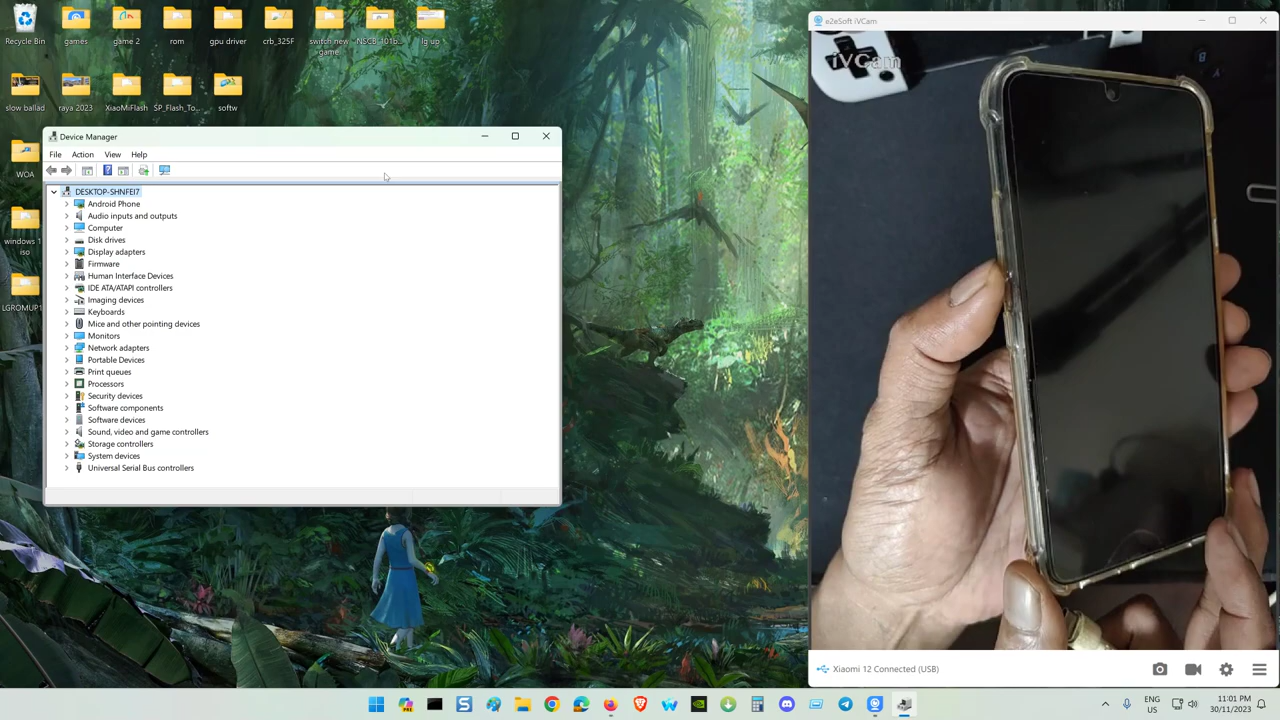 Recycle Bin
games
game 2
rom
gpu driver
crb_32SF
switch new
game
NSCB_101b...
lg up
slow ballad
raya 2023
XiaoMiFlash
SP_Flash_To...
softw
WOA
windows 1
iso
LGROMUP1
Device Manager
File Action View Help
DESKTOP-SHNFEI7
Android Phone
Audio inputs and outputs
Computer
Disk drives
Display adapters
Firmware
Human Interface Devices
IDE ATA/ATAPI controllers
Imaging devices
Keyboards
Mice and other pointing devices
Monitors
Network adapters
Portable Devices
Print queues
Processors
Security devices
Software components
Software devices
Sound, video and game controllers
Storage controllers
System devices
Universal Serial Bus controllers
e2eSoft iVCam
iVCam
Xiaomi 12 Connected (USB)
ENG
US
11:01 PM
30/11/2023